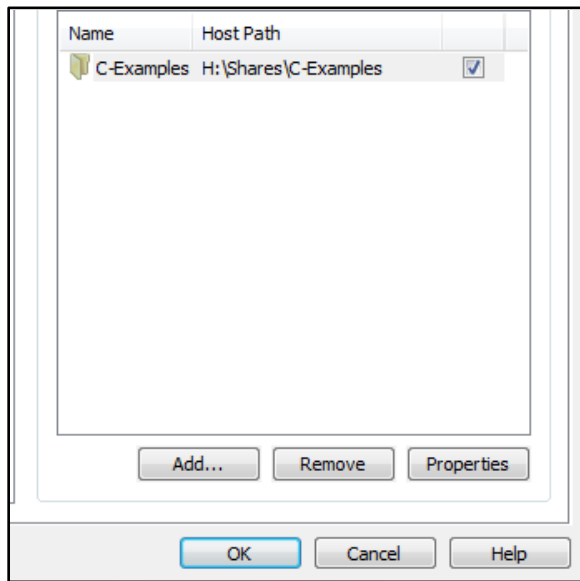 Name Host Path
C-Examples H:\Shares\C-Examples
Add... Remove Properties
OK Cancel Help